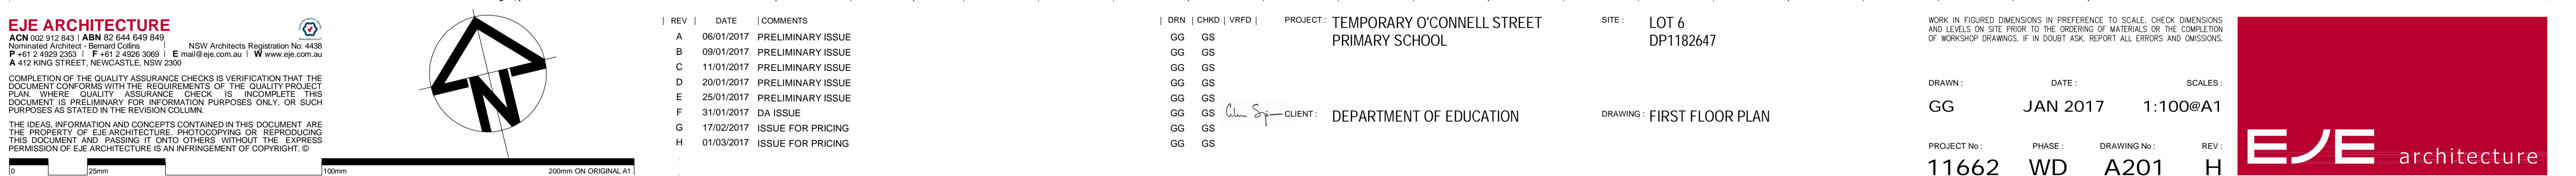 EJE ARCHITECTURE
ACN 002 912 843 | ABN 82 644 649 849
Nominated Architect - Bernard Collins | NSW Architects Registration No: 4438
P +61 2 4929 2353 | F +61 2 4926 3069 | E mail@eje.com.au | W www.eje.com.au
A 412 KING STREET, NEWCASTLE, NSW 2300
COMPLETION OF THE QUALITY ASSURANCE CHECKS IS VERIFICATION THAT THE
DOCUMENT CONFORMS WITH THE REQUIREMENTS OF THE QUALITY PROJECT
PLAN. WHERE QUALITY ASSURANCE CHECK IS INCOMPLETE THIS
DOCUMENT IS PRELIMINARY FOR INFORMATION PURPOSES ONLY, OR SUCH
PURPOSES AS STATED IN THE REVISION COLUMN.
THE IDEAS, INFORMATION AND CONCEPTS CONTAINED IN THIS DOCUMENT ARE
THE PROPERTY OF EJE ARCHITECTURE. PHOTOCOPYING OR REPRODUCING
THIS DOCUMENT AND PASSING IT ONTO OTHERS WITHOUT THE EXPRESS
PERMISSION OF EJE ARCHITECTURE IS AN INFRINGEMENT OF COPYRIGHT. ©
0 25mm 100mm 200mm ON ORIGINAL A1
N
| REV | DATE | COMMENTS | DRN | CHKD | VRFD |
A 06/01/2017 PRELIMINARY ISSUE GG GS
B 09/01/2017 PRELIMINARY ISSUE GG GS
C 11/01/2017 PRELIMINARY ISSUE GG GS
D 20/01/2017 PRELIMINARY ISSUE GG GS
E 25/01/2017 PRELIMINARY ISSUE GG GS
F 31/01/2017 DA ISSUE GG GS
G 17/02/2017 ISSUE FOR PRICING GG GS
H 01/03/2017 ISSUE FOR PRICING GG GS
PROJECT : TEMPORARY O'CONNELL STREET
PRIMARY SCHOOL
CLIENT : DEPARTMENT OF EDUCATION
SITE : LOT 6
DP1182647
DRAWING : FIRST FLOOR PLAN
WORK IN FIGURED DIMENSIONS IN PREFERENCE TO SCALE. CHECK DIMENSIONS
AND LEVELS ON SITE PRIOR TO THE ORDERING OF MATERIALS OR THE COMPLETION
OF WORKSHOP DRAWINGS. IF IN DOUBT ASK. REPORT ALL ERRORS AND OMISSIONS.
DRAWN : DATE : SCALES :
GG JAN 2017 1:100@A1
PROJECT No : PHASE : DRAWING No : REV :
11662 WD A201 H
EJE architecture